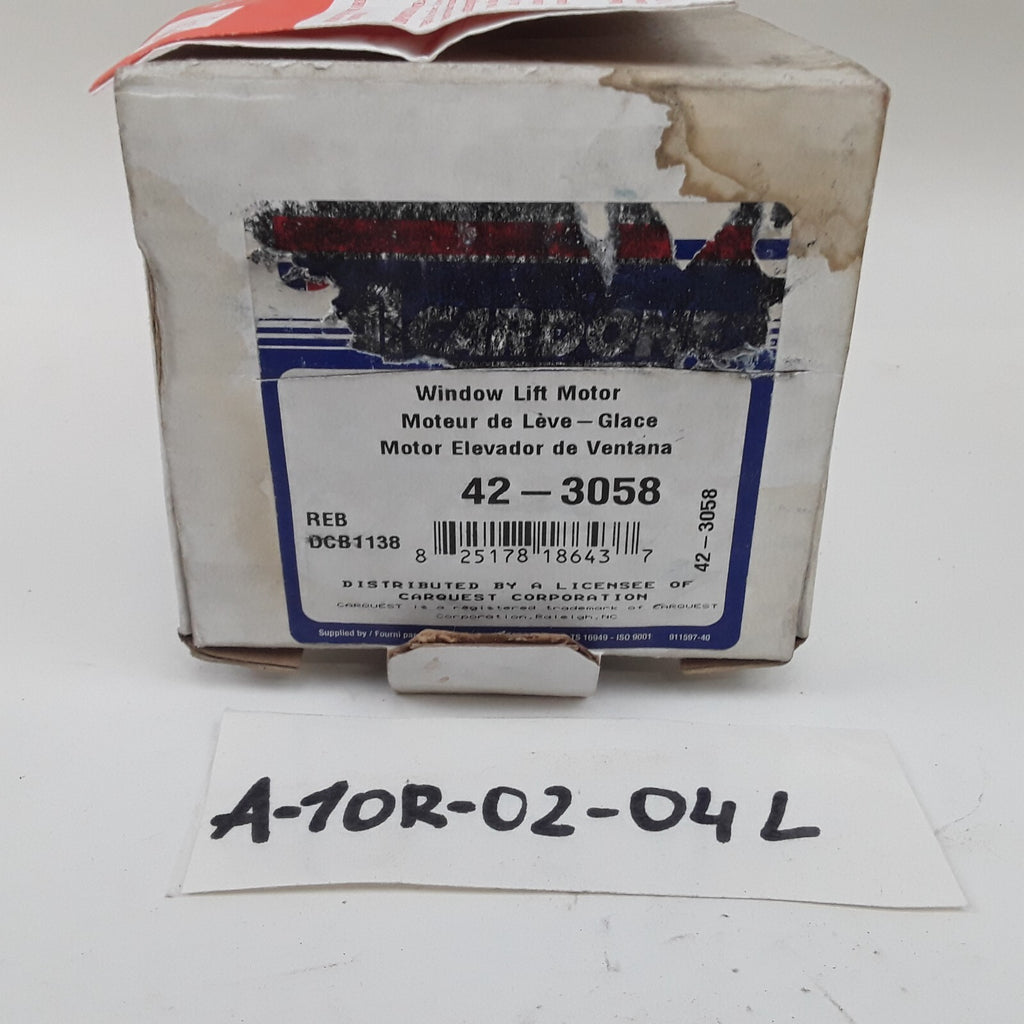 CARDONE
Window Lift Motor
Moteur de Lève – Glace
Motor Elevador de Ventana
42 – 3058
REB
DCB1138
8 25178 18643 7
42 – 3058
DISTRIBUTED BY A LICENSEE OF
CARQUEST CORPORATION
CARQUEST is a registered trademark of CARQUEST
Corporation, Raleigh, NC
Supplied by / Fourni par TS 16949 - ISO 9001 911597-40
A-10R-02-04 L